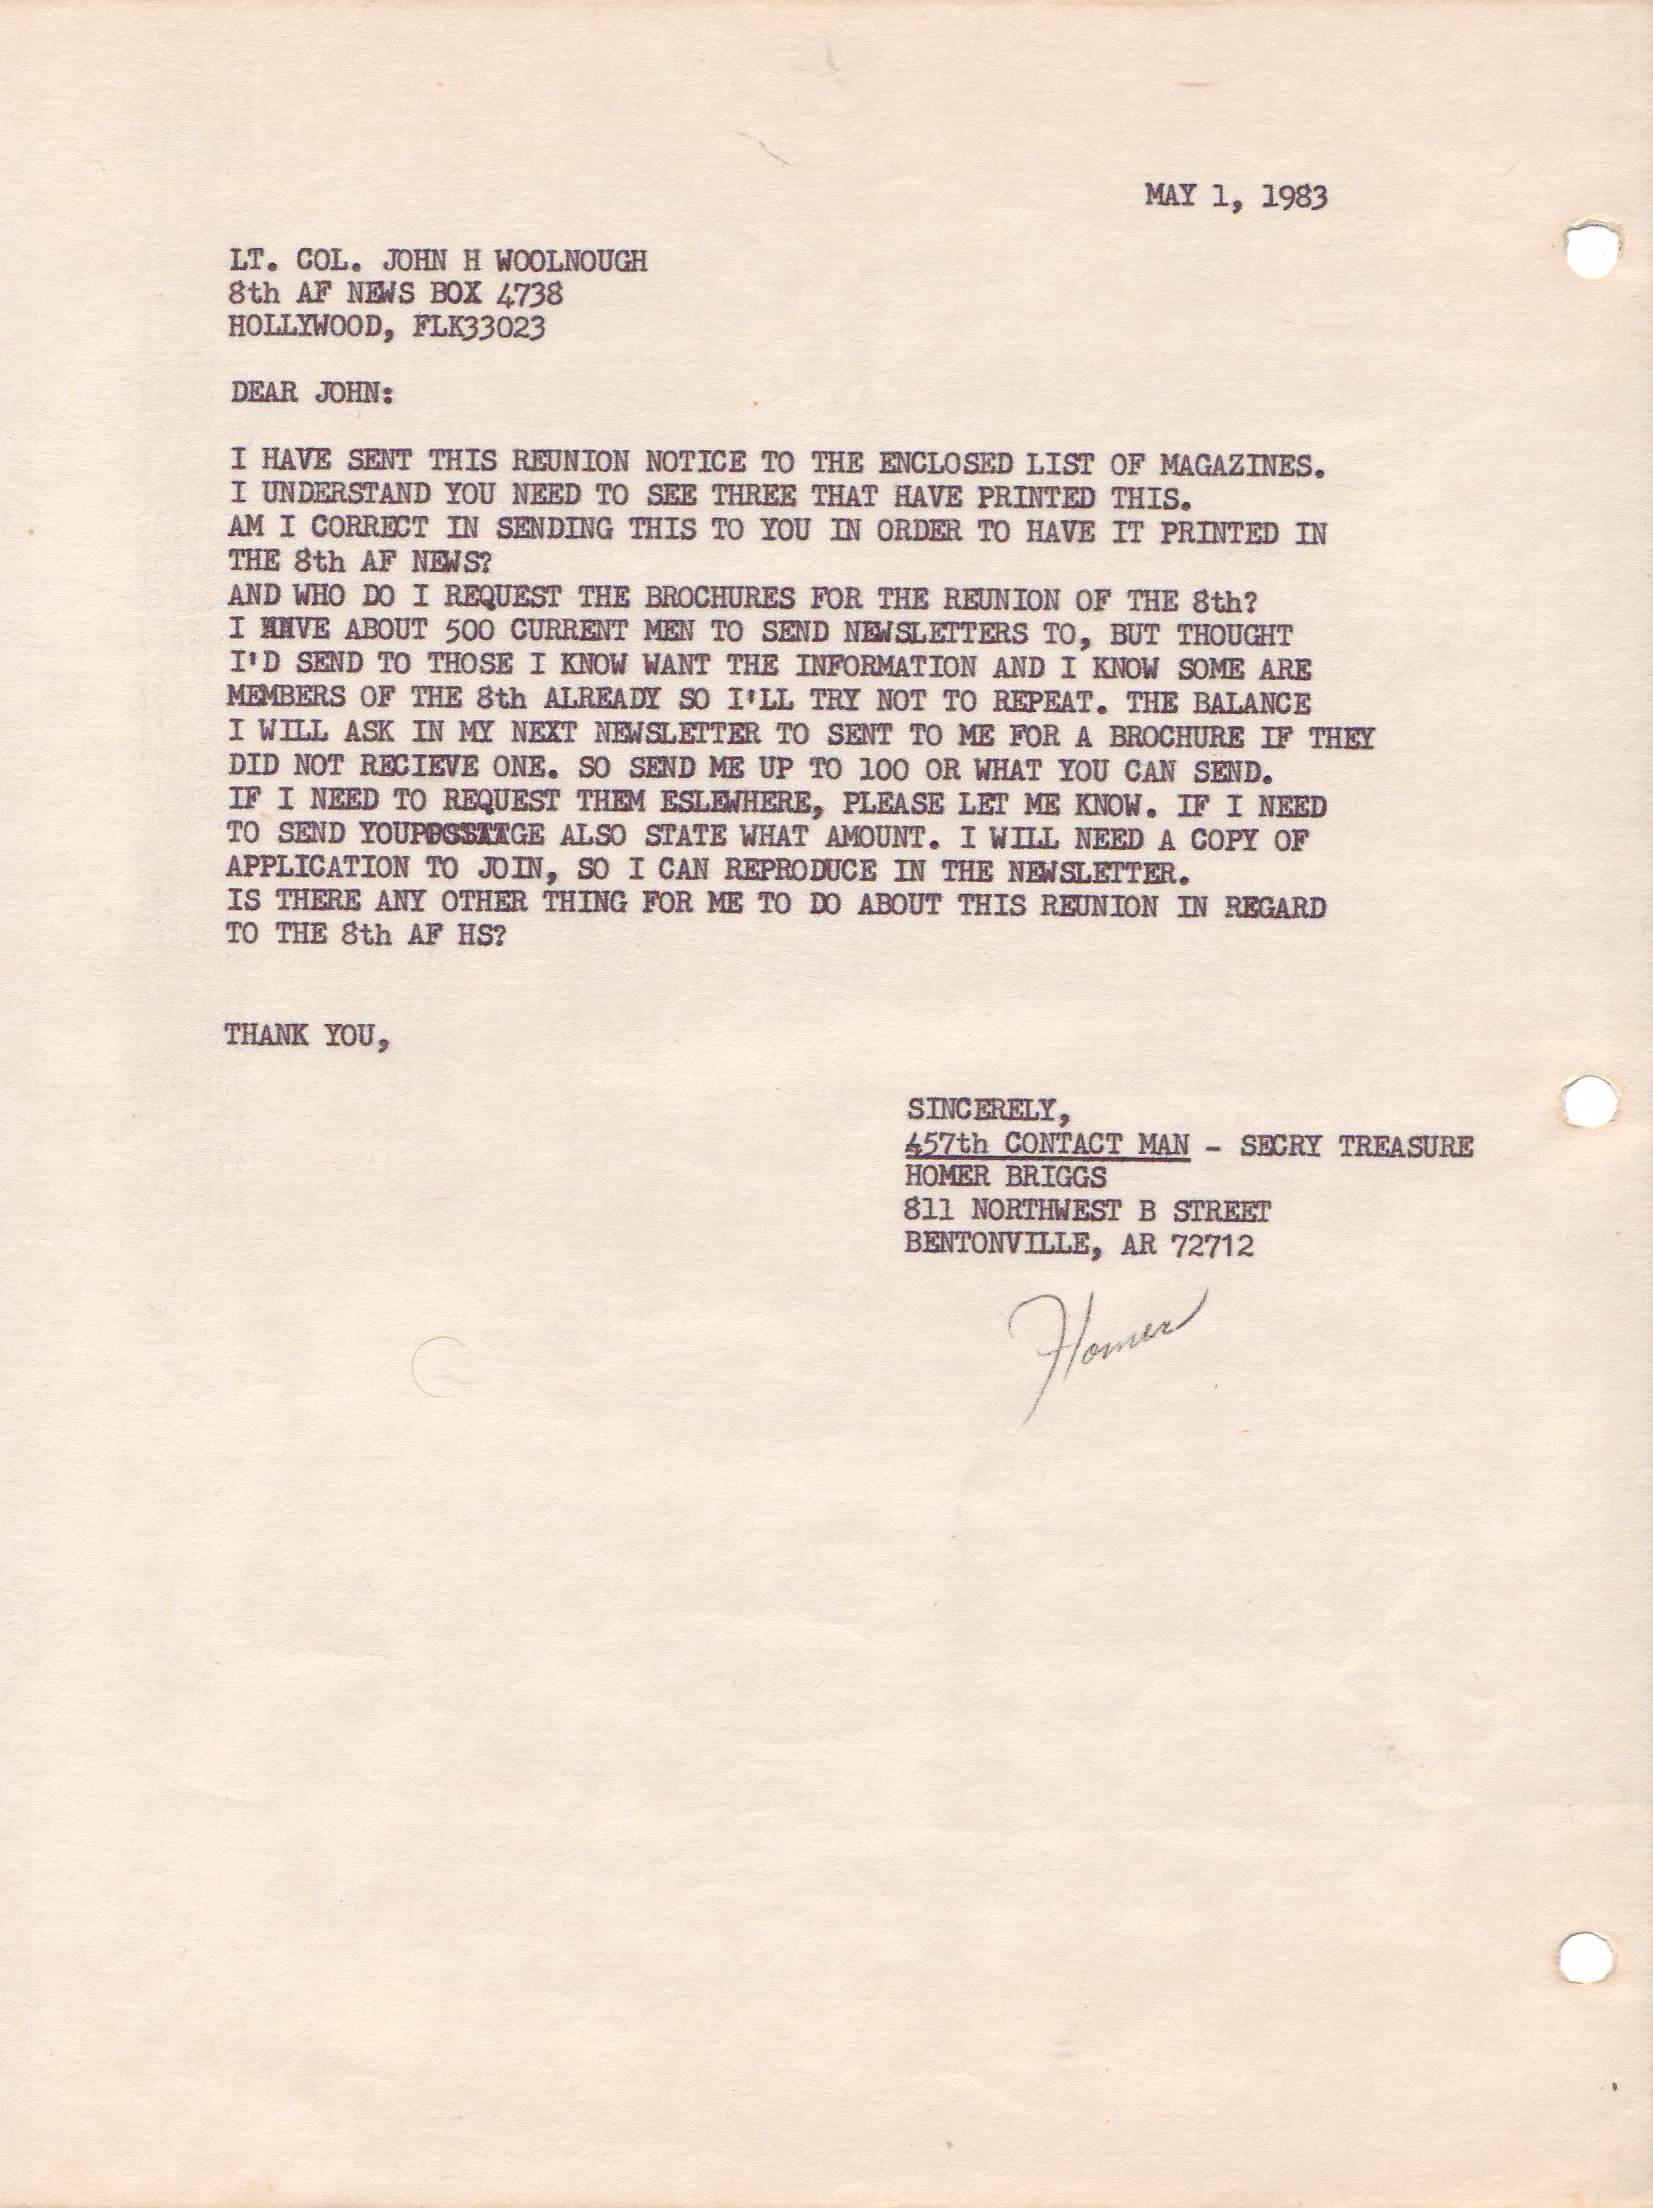 MAY 1, 1983
LT. COL. JOHN H WOOLNOUGH
8th AF NEWS BOX 4738
HOLLYWOOD, FLK33023
DEAR JOHN:
I HAVE SENT THIS REUNION NOTICE TO THE ENCLOSED LIST OF MAGAZINES.
I UNDERSTAND YOU NEED TO SEE THREE THAT HAVE PRINTED THIS.
AM I CORRECT IN SENDING THIS TO YOU IN ORDER TO HAVE IT PRINTED IN
THE 8th AF NEWS?
AND WHO DO I REQUEST THE BROCHURES FOR THE REUNION OF THE 8th?
I HAVE ABOUT 500 CURRENT MEN TO SEND NEWSLETTERS TO, BUT THOUGHT
I'D SEND TO THOSE I KNOW WANT THE INFORMATION AND I KNOW SOME ARE
MEMBERS OF THE 8th ALREADY SO I'LL TRY NOT TO REPEAT. THE BALANCE
I WILL ASK IN MY NEXT NEWSLETTER TO SENT TO ME FOR A BROCHURE IF THEY
DID NOT RECIEVE ONE. SO SEND ME UP TO 100 OR WHAT YOU CAN SEND.
IF I NEED TO REQUEST THEM ESLEWHERE, PLEASE LET ME KNOW. IF I NEED
TO SEND YOUPOSTAGE ALSO STATE WHAT AMOUNT. I WILL NEED A COPY OF
APPLICATION TO JOIN, SO I CAN REPRODUCE IN THE NEWSLETTER.
IS THERE ANY OTHER THING FOR ME TO DO ABOUT THIS REUNION IN REGARD
TO THE 8th AF HS?
THANK YOU,
SINCERELY,
457th CONTACT MAN - SECRY TREASURE
HOMER BRIGGS
811 NORTHWEST B STREET
BENTONVILLE, AR 72712
Homer